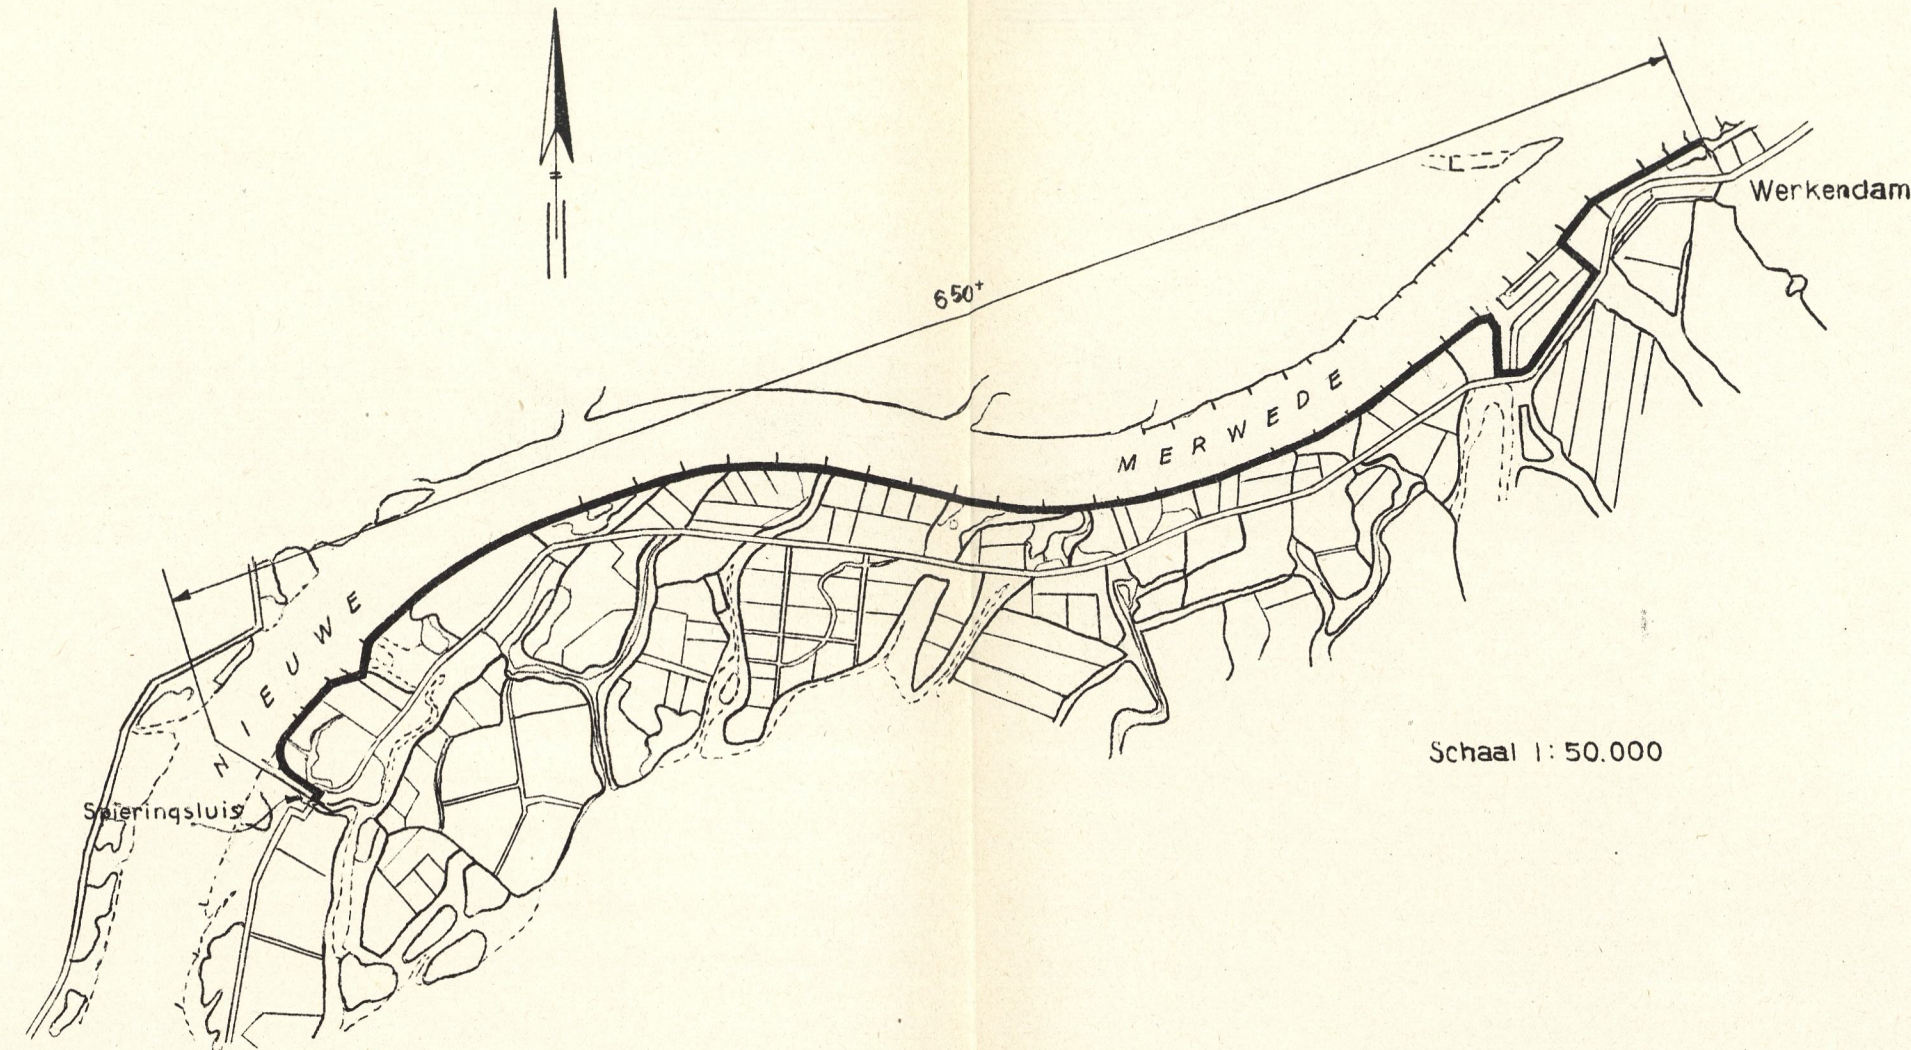 Werkendam
650⁺
NIEUWE MERWEDE
Schaal 1:50.000
Spieringsluis